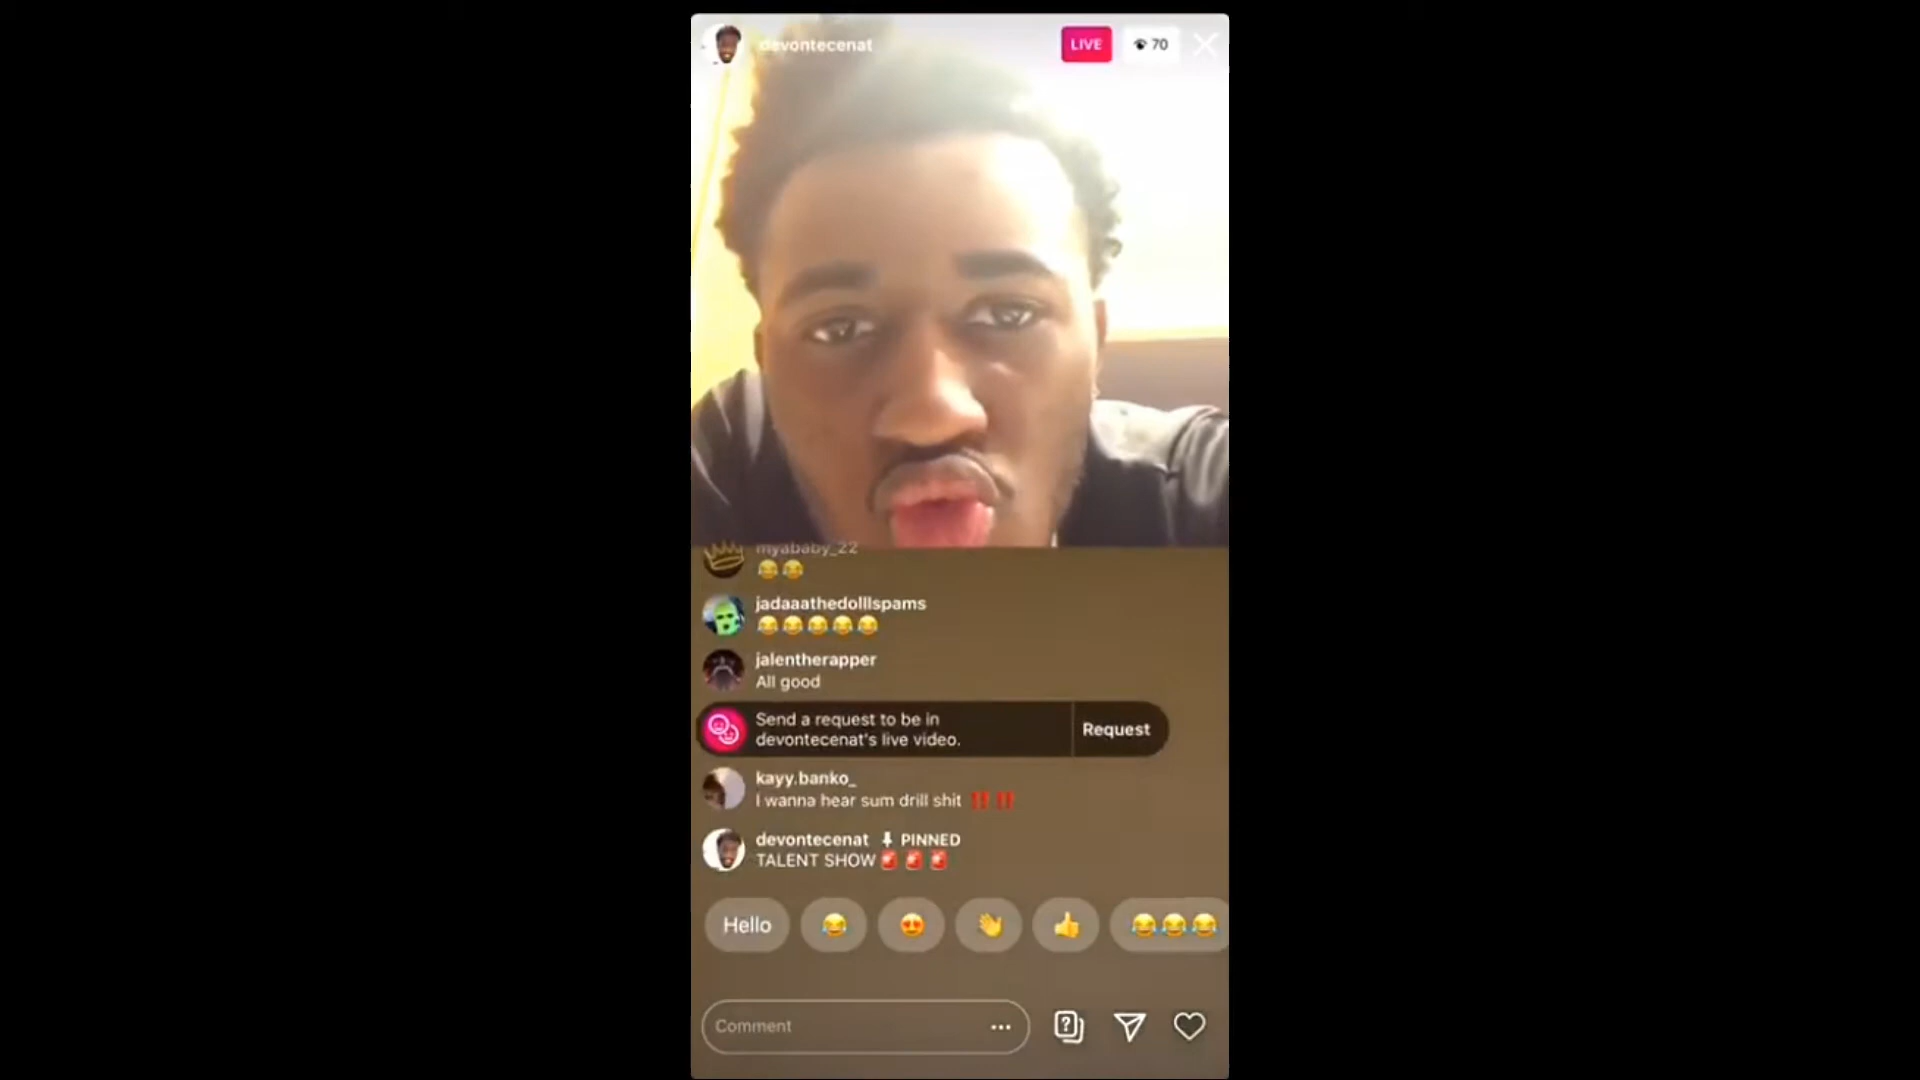 devontecenat
LIVE
70
myababy_22
😂😂
jadaaathedolllspams
😂😂😂😂😂
jalentherapper
All good
Send a request to be in
devontecenat's live video.
Request
kayy.banko_
I wanna hear sum drill shit ‼️‼️
devontecenat PINNED
TALENT SHOW🚨🚨🚨
Hello
Comment